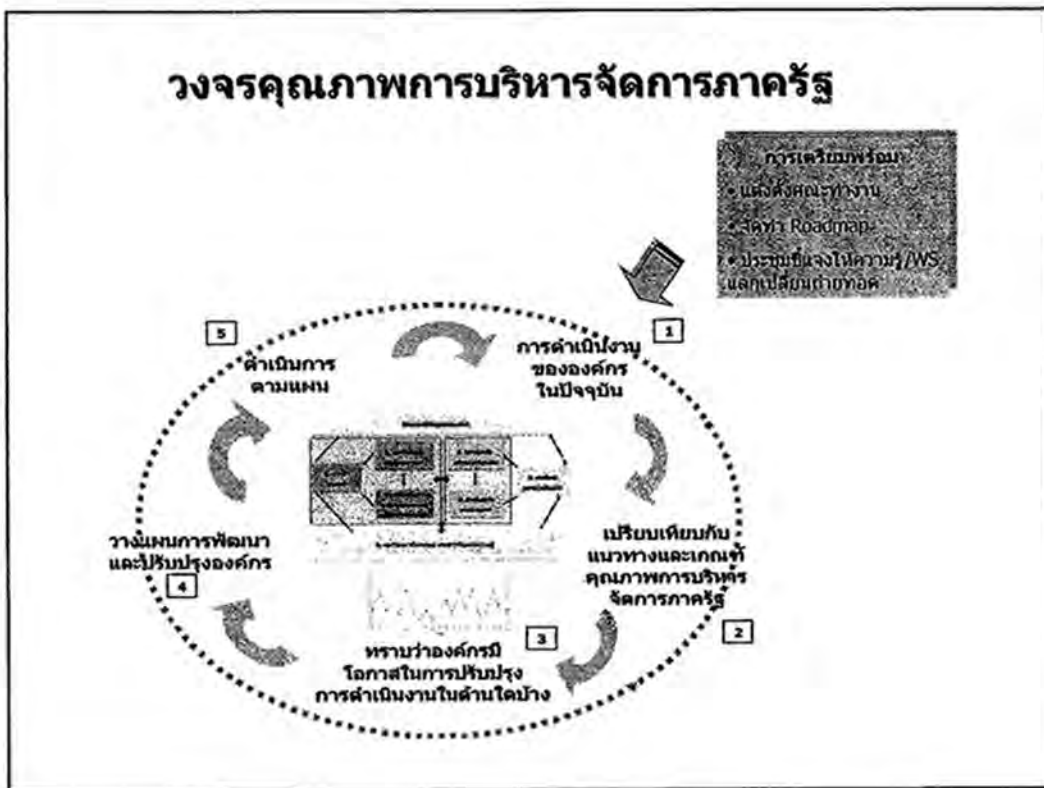 วงจรคุณภาพการบริหารจัดการภาครัฐ
การเตรียมพร้อม
• แต่งตั้งคณะทำงาน
• จัดทำ Roadmap
• ประชุมชี้แจงให้ความรู้/WS
แลกเปลี่ยนถ่ายทอด
1
การดำเนินงาน
ขององค์กร
ในปัจจุบัน
5
ดำเนินการ
ตามแผน
เปรียบเทียบกับ
แนวทางและเกณฑ์
คุณภาพการบริหาร
จัดการภาครัฐ
2
วางแผนการพัฒนา
และปรับปรุงองค์กร
4
3
ทราบว่าองค์กรมี
โอกาสในการปรับปรุง
การดำเนินงานในด้านใดบ้าง